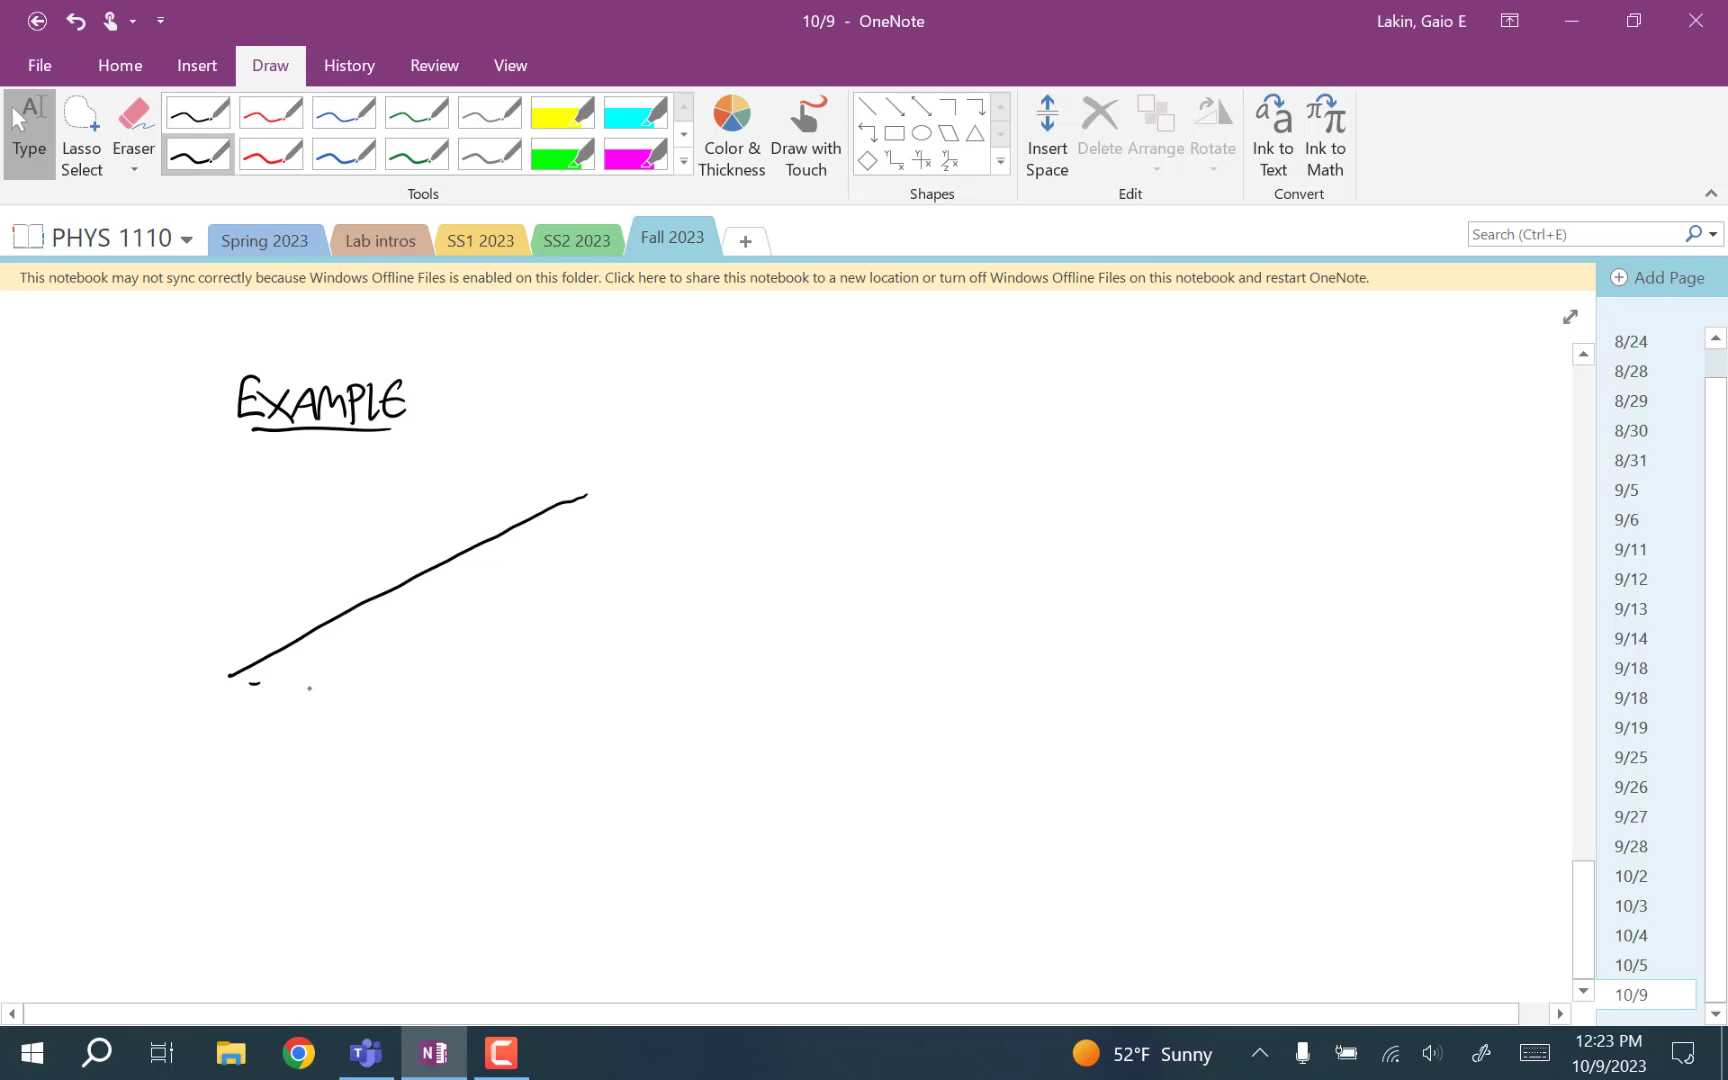 10/9 - OneNote
Lakin, Gaio E
File Home Insert Draw History Review View
Type
Lasso Select
Eraser
Color & Thickness
Draw with Touch
Insert Space
Delete
Arrange
Rotate
Ink to Text
Ink to Math
Tools
Shapes
Edit
Convert
PHYS 1110
Spring 2023
Lab intros
SS1 2023
SS2 2023
Fall 2023
Search (Ctrl+E)
This notebook may not sync correctly because Windows Offline Files is enabled on this folder. Click here to share this notebook to a new location or turn off Windows Offline Files on this notebook and restart OneNote.
Add Page
EXAMPLE
8/24
8/28
8/29
8/30
8/31
9/5
9/6
9/11
9/12
9/13
9/14
9/18
9/18
9/19
9/25
9/26
9/27
9/28
10/2
10/3
10/4
10/5
10/9
52°F Sunny
12:23 PM
10/9/2023